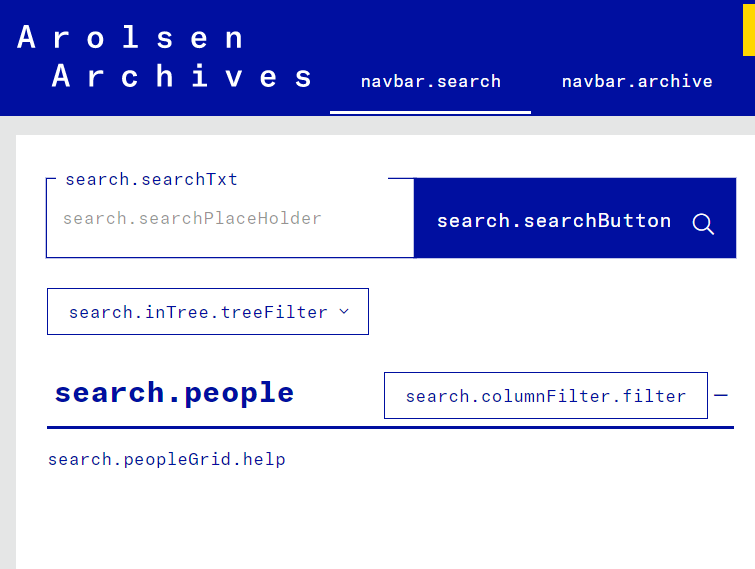 Arolsen
Archives
navbar.search
navbar.archive
search.searchTxt
search.searchPlaceHolder
search.searchButton
search.inTree.treeFilter
search.people
search.columnFilter.filter
search.peopleGrid.help